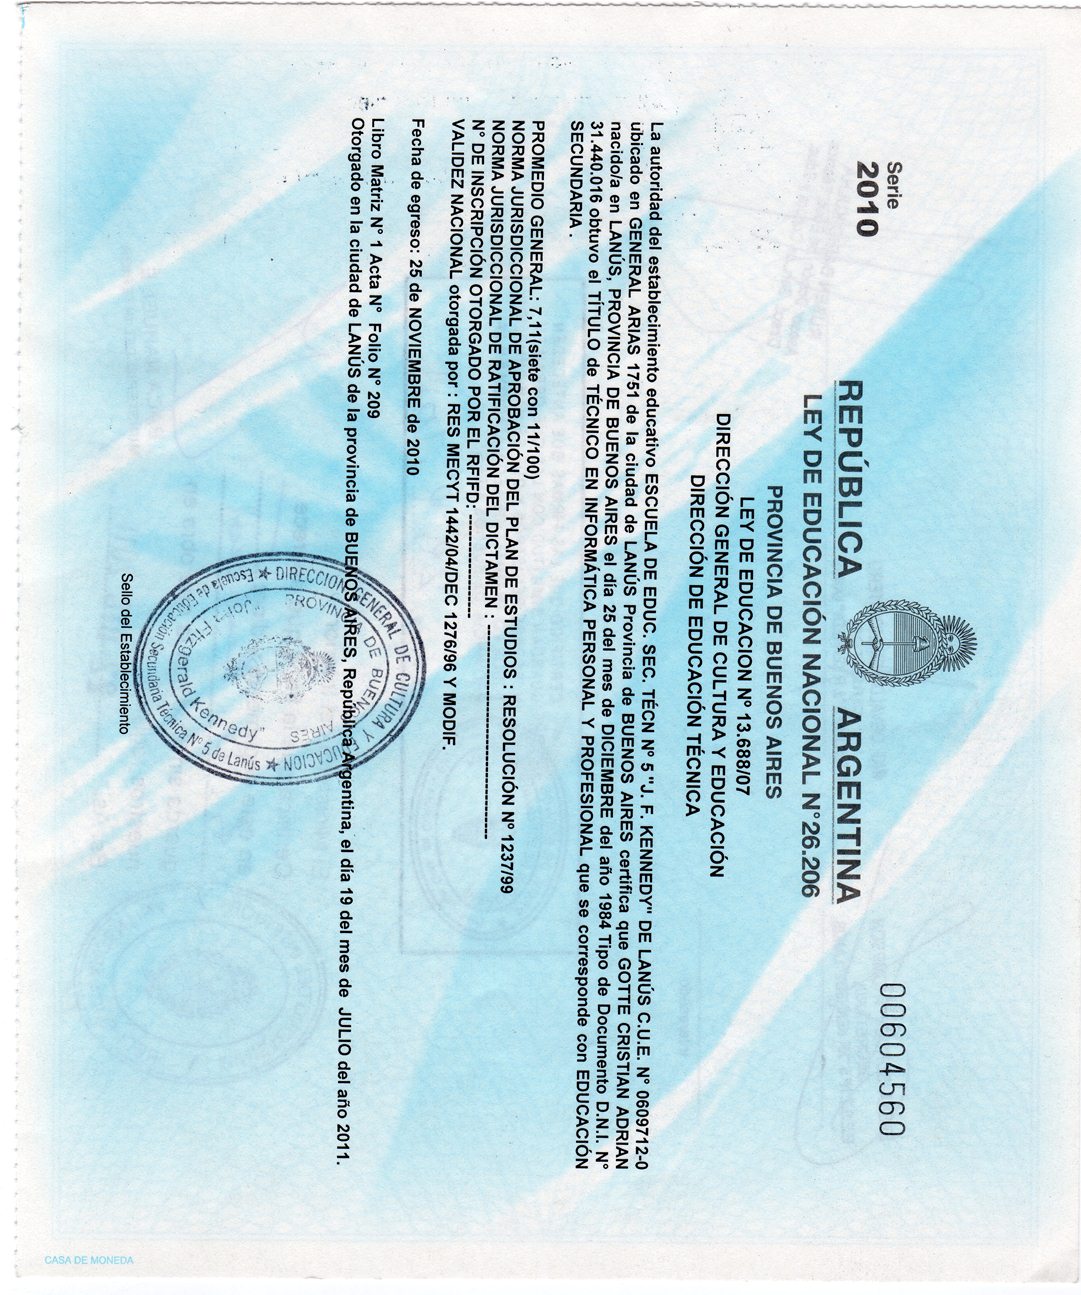 Serie
2010
00604560
REPÚBLICA ARGENTINA
LEY DE EDUCACIÓN NACIONAL N°26.206
PROVINCIA DE BUENOS AIRES
LEY DE EDUCACION Nº 13.688/07
DIRECCIÓN GENERAL DE CULTURA Y EDUCACIÓN
DIRECCIÓN DE EDUCACIÓN TÉCNICA
La autoridad del establecimiento educativo ESCUELA DE EDUC. SEC. TÉCN Nº 5 "J. F. KENNEDY" DE LANÚS C.U.E. N° 0609712-0
ubicado en GENERAL ARIAS 1751 de la ciudad de LANÚS Provincia de BUENOS AIRES certifica que GOTTE CRISTIAN ADRIAN
nacido/a en LANÚS, PROVINCIA DE BUENOS AIRES el día 25 del mes de DICIEMBRE del año 1984 Tipo de Documento D.N.I. N°
31.440.016 obtuvo el TÍTULO de TÉCNICO EN INFORMÁTICA PERSONAL Y PROFESIONAL que se corresponde con EDUCACIÓN
SECUNDARIA .
PROMEDIO GENERAL: 7,11(siete con 11/100)
NORMA JURISDICCIONAL DE APROBACIÓN DEL PLAN DE ESTUDIOS : RESOLUCIÓN Nº 1237/99
NORMA JURISDICCIONAL DE RATIFICACIÓN DEL DICTAMEN : ---------------------------------------
N° DE INSCRIPCIÓN OTORGADO POR EL RFIFD: -------------------
VALIDEZ NACIONAL otorgada por : RES MECYT 1442/04/DEC 1276/96 Y MODIF.
Fecha de egreso: 25 de NOVIEMBRE de 2010
Libro Matriz N° 1 Acta N° Folio N° 209
Otorgado en la ciudad de LANÚS de la provincia de BUENOS AIRES, República Argentina, el día 19 del mes de JULIO del año 2011.
DIRECCION GENERAL DE CULTURA Y EDUCACION
PROVINCIA DE BUENOS AIRES
John Fitzgerald Kennedy"
Escuela de Educación Secundaria Técnica Nº 5 de Lanús
Sello del Establecimiento
CASA DE MONEDA